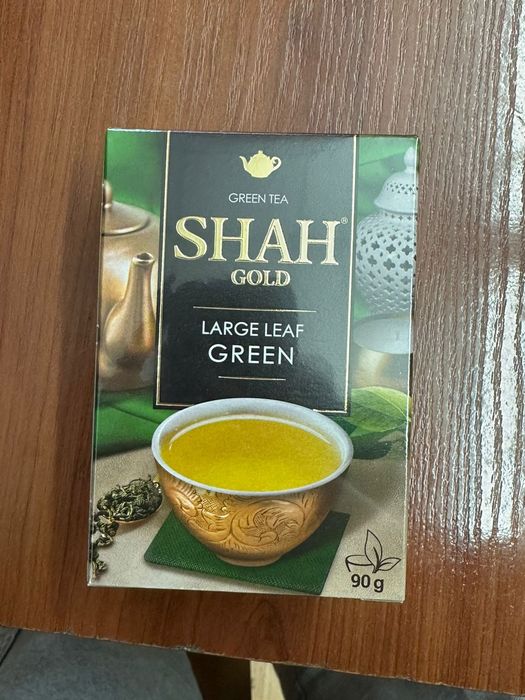 GREEN TEA
SHAH®
GOLD
LARGE LEAF
GREEN
90 g